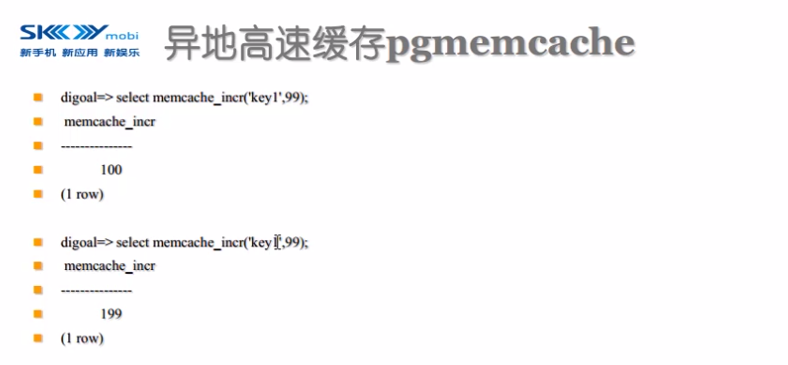 SKYmobi
新手机 新应用 新娱乐
异地高速缓存pgmemcache
digoal=> select memcache_incr('key1',99);
memcache_incr
---------------
100
(1 row)
digoal=> select memcache_incr('key1',99);
memcache_incr
---------------
199
(1 row)